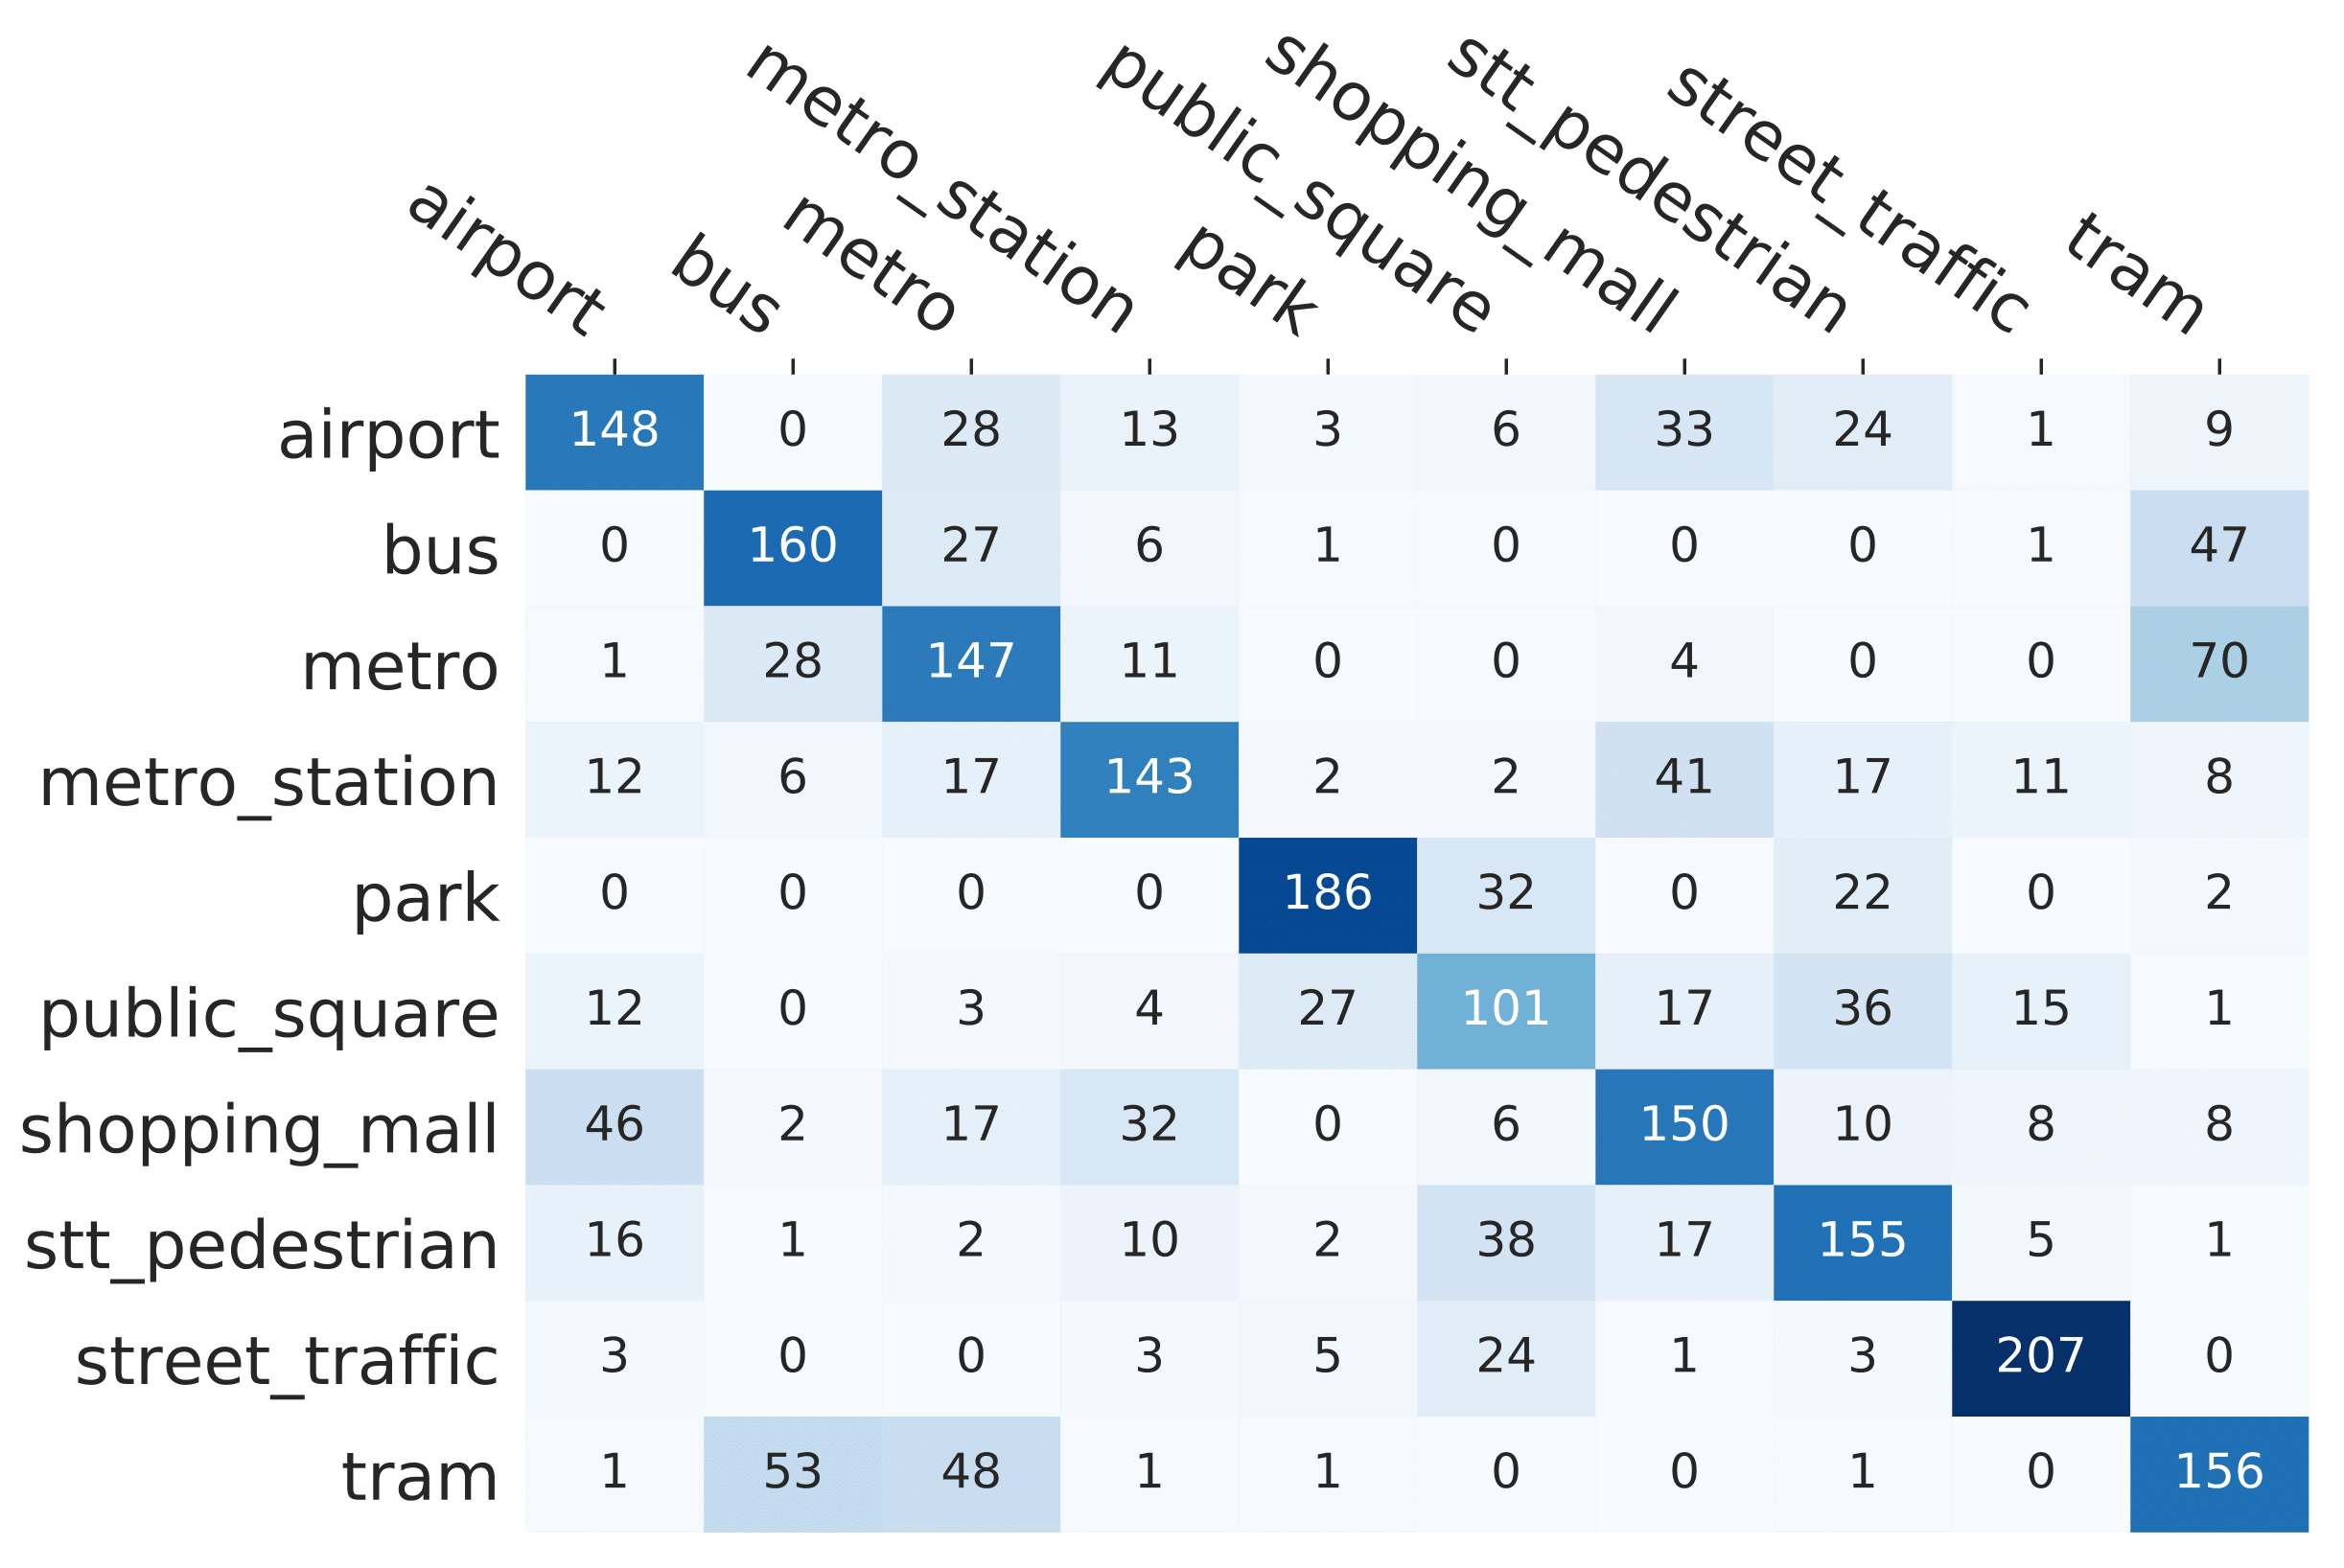 airport bus metro metro_station park public_square shopping_mall stt_pedestrian street_traffic tram
airport 148 0 28 13 3 6 33 24 1 9
bus 0 160 27 6 1 0 0 0 1 47
metro 1 28 147 11 0 0 4 0 0 70
metro_station 12 6 17 143 2 2 41 17 11 8
park 0 0 0 0 186 32 0 22 0 2
public_square 12 0 3 4 27 101 17 36 15 1
shopping_mall 46 2 17 32 0 6 150 10 8 8
stt_pedestrian 16 1 2 10 2 38 17 155 5 1
street_traffic 3 0 0 3 5 24 1 3 207 0
tram 1 53 48 1 1 0 0 1 0 156